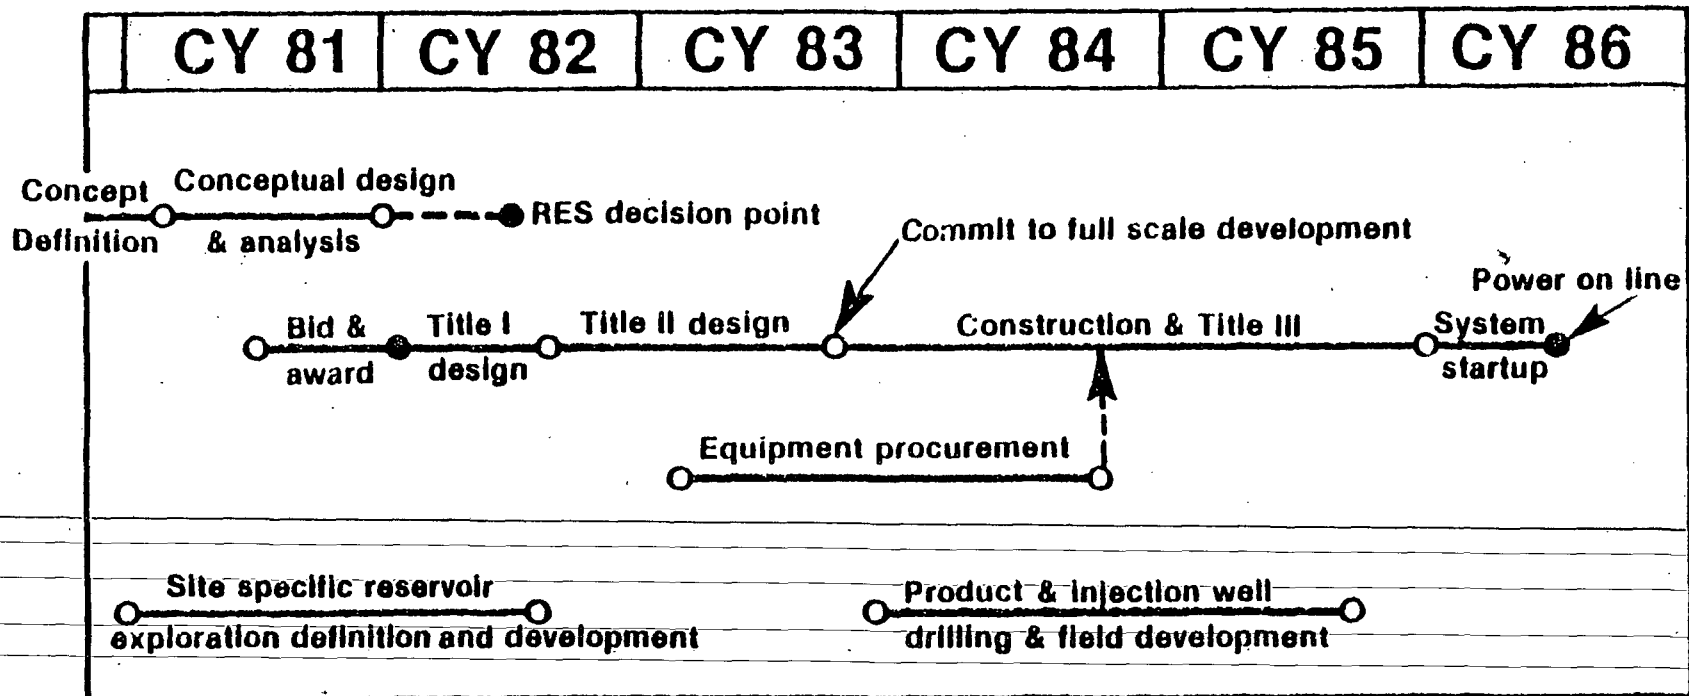 CY 81 CY 82 CY 83 CY 84 CY 85 CY 86
Concept
Definition
Conceptual design
& analysis
RES decision point
Commit to full scale development
Power on line
Bid &
award
Title I
design
Title II design
Construction & Title III
System
startup
Equipment procurement
Site specific reservoir
exploration definition and development
Product & injection well
drilling & field development